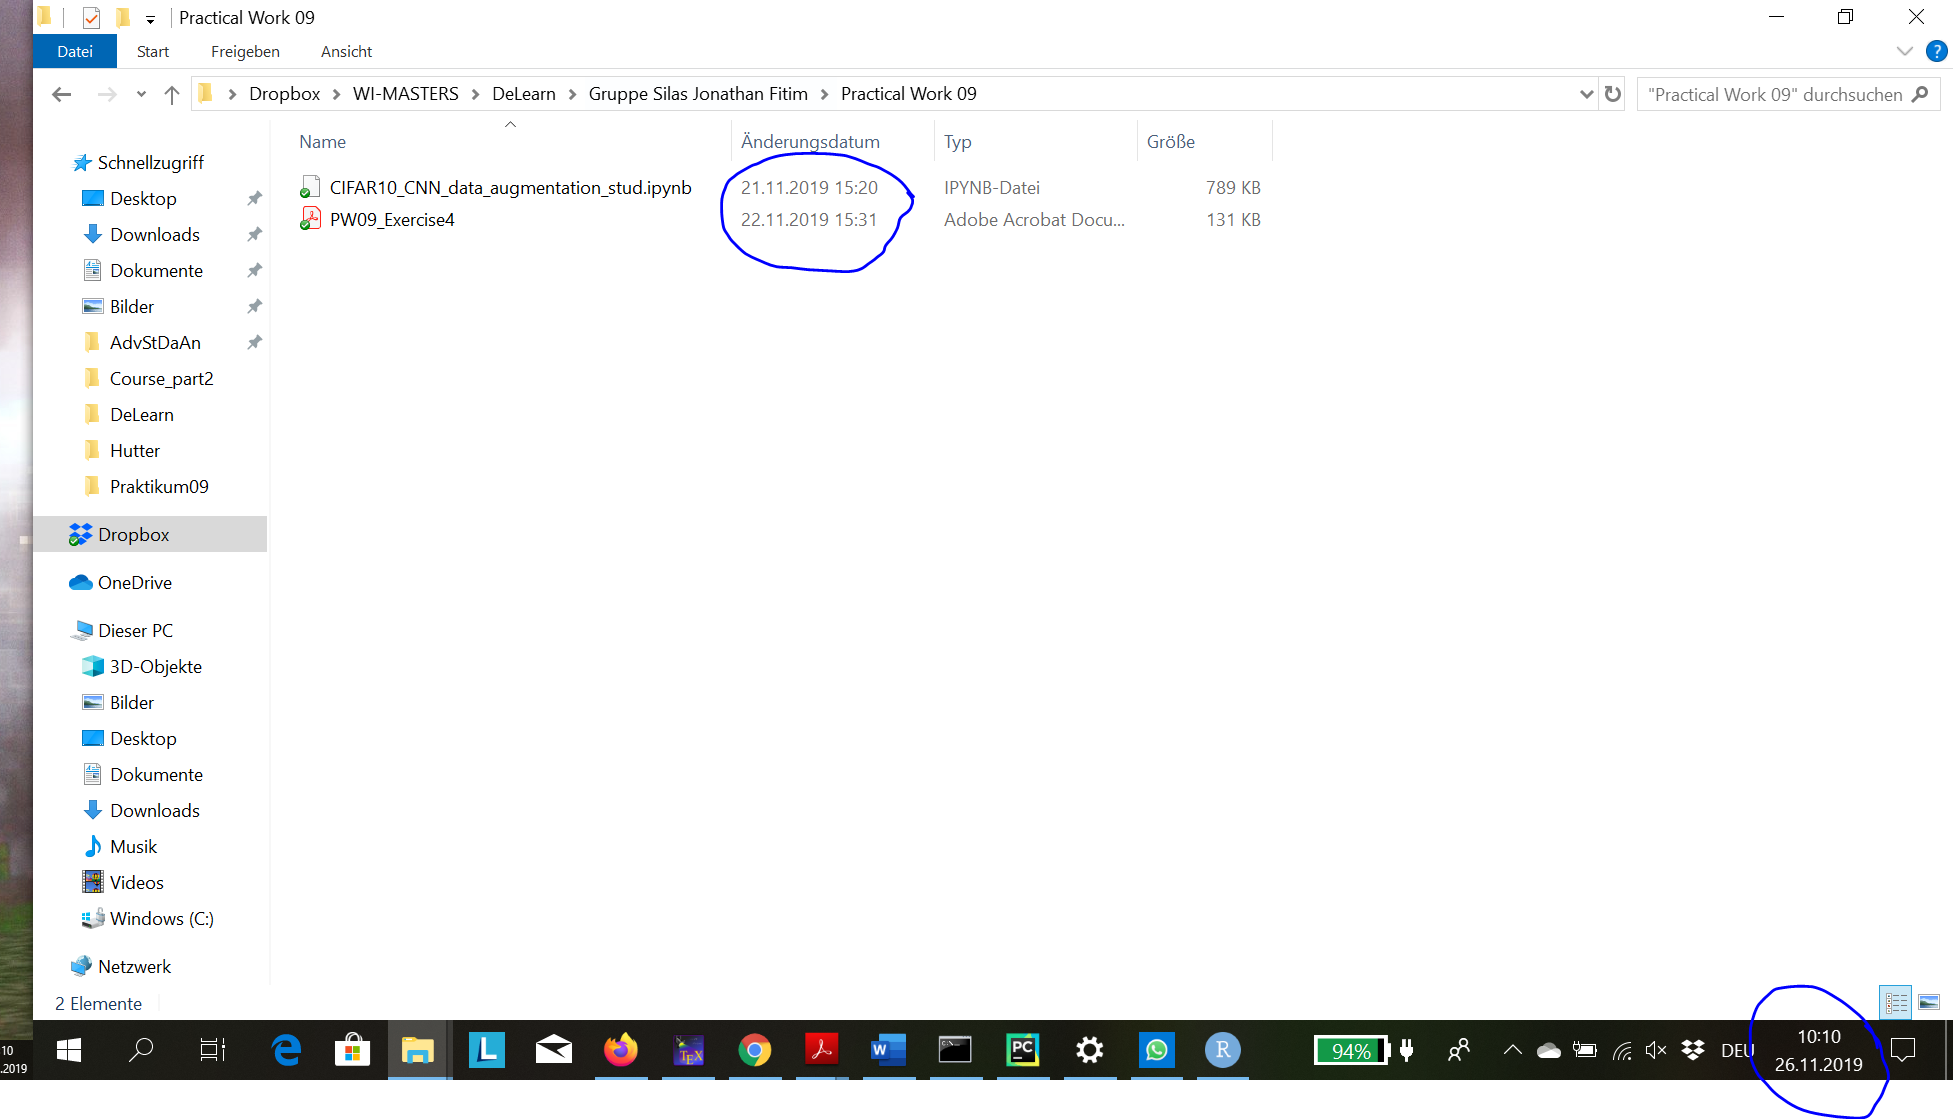 Practical Work 09
Datei Start Freigeben Ansicht
Dropbox WI-MASTERS DeLearn Gruppe Silas Jonathan Fitim Practical Work 09
"Practical Work 09" durchsuchen
Name Änderungsdatum Typ Größe
CIFAR10_CNN_data_augmentation_stud.ipynb 21.11.2019 15:20 IPYNB-Datei 789 KB
PW09_Exercise4 22.11.2019 15:31 Adobe Acrobat Docu... 131 KB
Schnellzugriff
Desktop
Downloads
Dokumente
Bilder
AdvStDaAn
Course_part2
DeLearn
Hutter
Praktikum09
Dropbox
OneDrive
Dieser PC
3D-Objekte
Bilder
Desktop
Dokumente
Downloads
Musik
Videos
Windows (C:)
Netzwerk
2 Elemente
:10
.2019
L
TEX
W
PC
R
94%
DEU
10:10
26.11.2019